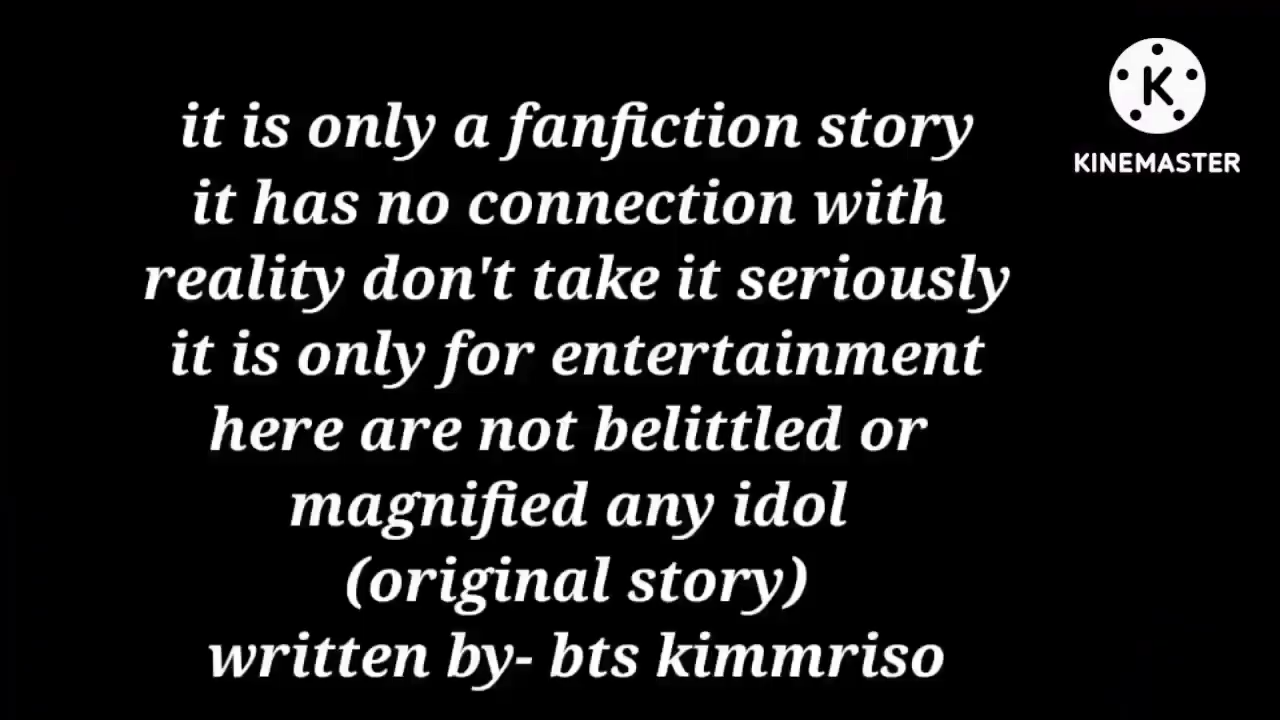 it is only a fanfiction story
it has no connection with
reality don't take it seriously
it is only for entertainment
here are not belittled or
magnified any idol
(original story)
written by- bts kimmriso
K
KINEMASTER